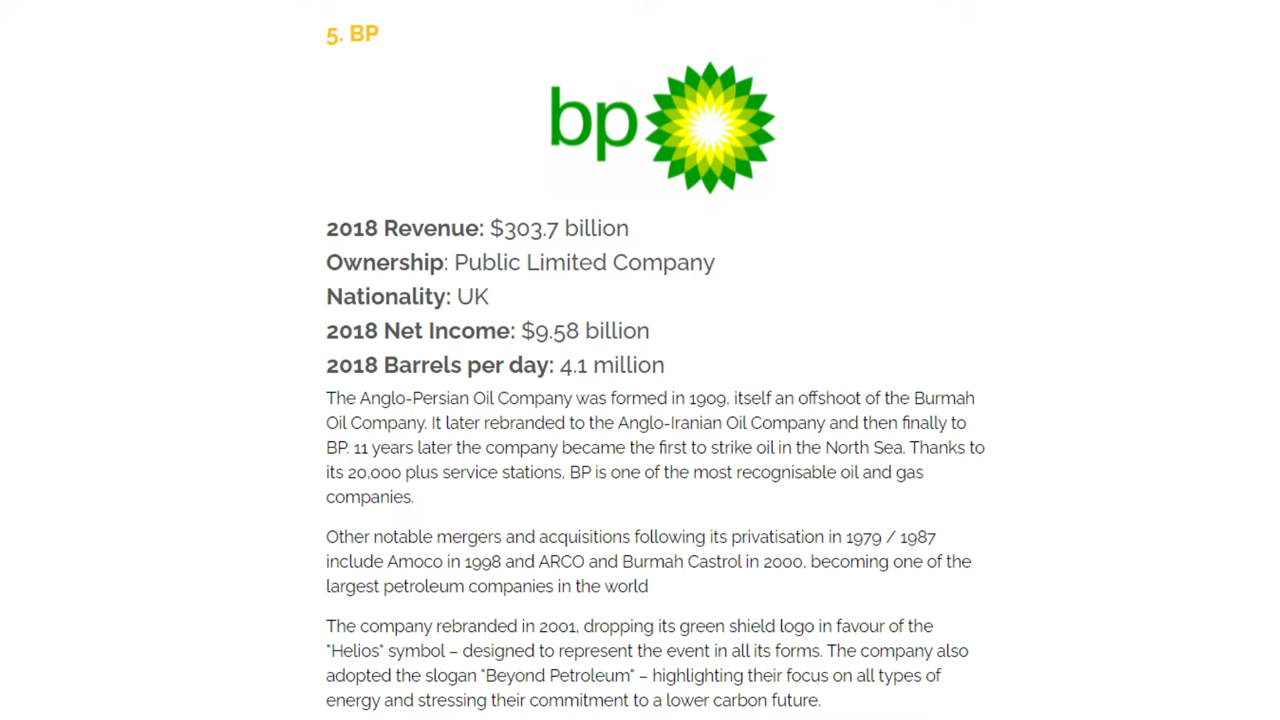 5. BP
bp
2018 Revenue: $303.7 billion
Ownership: Public Limited Company
Nationality: UK
2018 Net Income: $9.58 billion
2018 Barrels per day: 4.1 million
The Anglo-Persian Oil Company was formed in 1909, itself an offshoot of the Burmah
Oil Company. It later rebranded to the Anglo-Iranian Oil Company and then finally to
BP. 11 years later the company became the first to strike oil in the North Sea. Thanks to
its 20,000 plus service stations, BP is one of the most recognisable oil and gas
companies.
Other notable mergers and acquisitions following its privatisation in 1979 / 1987
include Amoco in 1998 and ARCO and Burmah Castrol in 2000, becoming one of the
largest petroleum companies in the world
The company rebranded in 2001, dropping its green shield logo in favour of the
"Helios" symbol – designed to represent the event in all its forms. The company also
adopted the slogan "Beyond Petroleum" – highlighting their focus on all types of
energy and stressing their commitment to a lower carbon future.